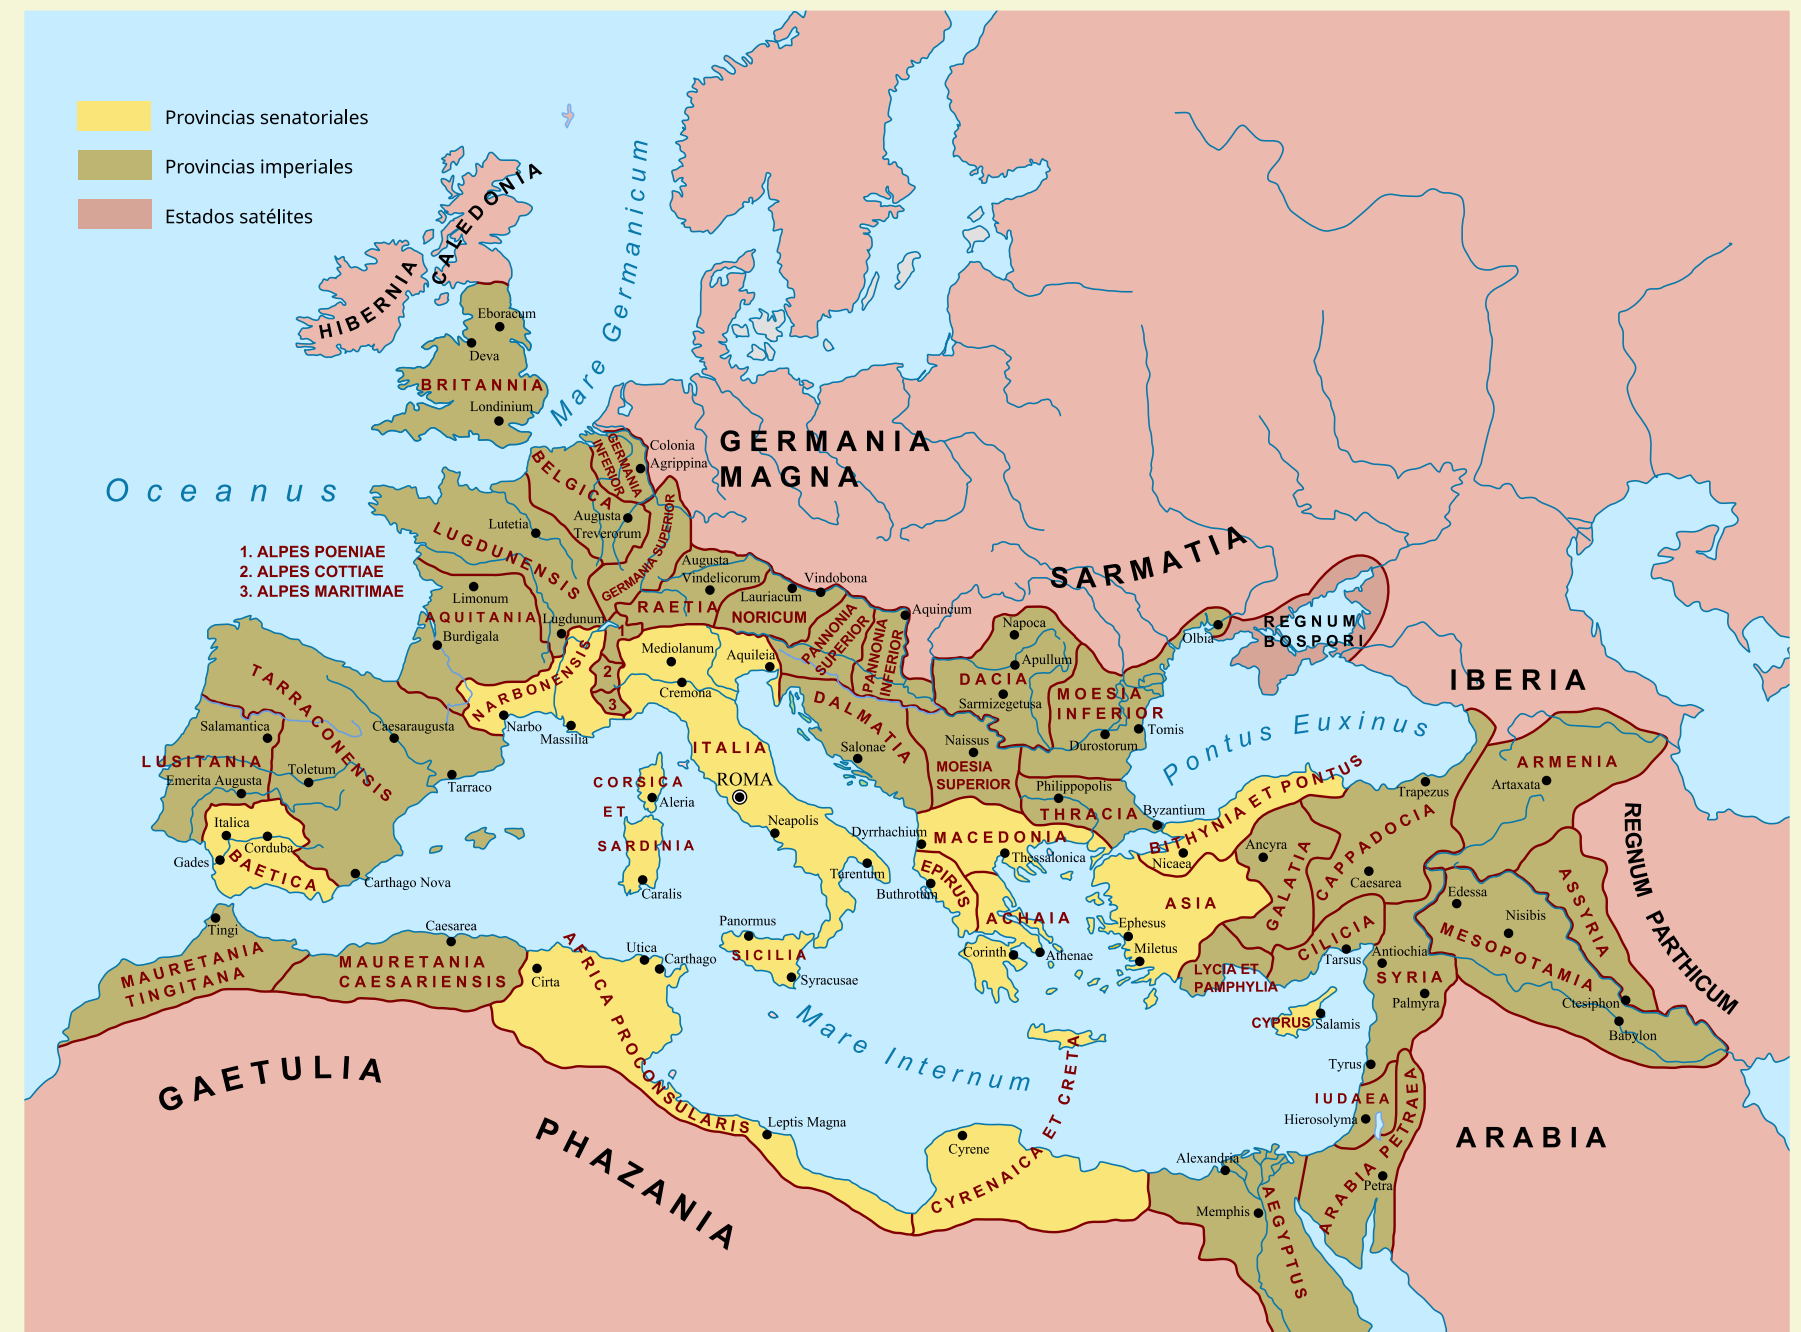 Provincias senatoriales
Provincias imperiales
Estados satélites
CALEDONIA
HIBERNIA
Mare Germanicum
Eboracum
Deva
BRITANNIA
Londinium
Oceanus
1. ALPES POENIAE
2. ALPES COTTIAE
3. ALPES MARITIMAE
GERMANIA
MAGNA
GERMANIA
INFERIOR
Colonia
Agrippina
BELGICA
Augusta
Treverorum
Lutetia
LUGDUNENSIS
GERMANIA SUPERIOR
Limonum
AQUITANIA
Burdigala
Lugdunum
Augusta
Vindelicorum
RAETIA
Lauriacum
Vindobona
NORICUM
PANNONIA
SUPERIOR
PANNONIA
INFERIOR
Aquincum
SARMATIA
Napoca
Apullum
DACIA
Sarmizegetusa
MOESIA
INFERIOR
Durostorum
Tomis
Olbia
REGNUM
BOSPORI
IBERIA
Pontus Euxinus
1
2
3
NARBONENSIS
Narbo
Massilia
Mediolanum
Cremona
Aquileia
ITALIA
ROMA
Neapolis
Tarentum
DALMATIA
Salonae
Naissus
MOESIA
SUPERIOR
Philippopolis
THRACIA
Byzantium
TARRACONENSIS
Salamantica
LUSITANIA
Emerita Augusta
Caesaraugusta
Toletum
Tarraco
Italica
Corduba
Gades
BAETICA
Carthago Nova
CORSICA
ET
SARDINIA
Aleria
Caralis
Dyrrhachium
MACEDONIA
Thessalonica
EPIRUS
Buthrotum
ACHAIA
Corinth
Athenae
BITHYNIA ET PONTUS
Nicaea
Ancyra
GALATIA
CAPPADOCIA
Caesarea
Trapezus
ARMENIA
Artaxata
REGNUM PARTHICUM
ASSYRIA
Edessa
Nisibis
MESOPOTAMIA
Ctesiphon
Babylon
ASIA
Ephesus
Miletus
LYCIA ET
PAMPHYLIA
CILICIA
Tarsus
Antiochia
SYRIA
Palmyra
CYPRUS
Salamis
Tyrus
IUDAEA
Hierosolyma
ARABIA PETRAEA
Petra
ARABIA
Panormus
SICILIA
Syracusae
Tingi
MAURETANIA
TINGITANA
Caesarea
MAURETANIA
CAESARIENSIS
Cirta
Utica
Carthago
AFRICA PROCONSULARIS
Leptis Magna
Mare Internum
GAETULIA
PHAZANIA
Cyrene
CYRENAICA ET CRETA
Alexandria
Memphis
AEGYPTUS